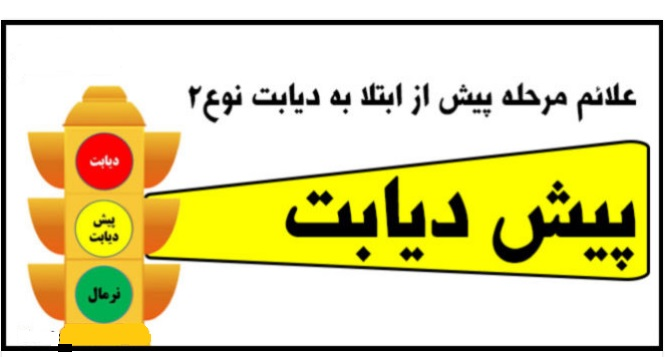 علائم مرحله پیش از ابتلا به دیابت نوع۲
پیش دیابت
دیابت
پیش
دیابت
نرمال